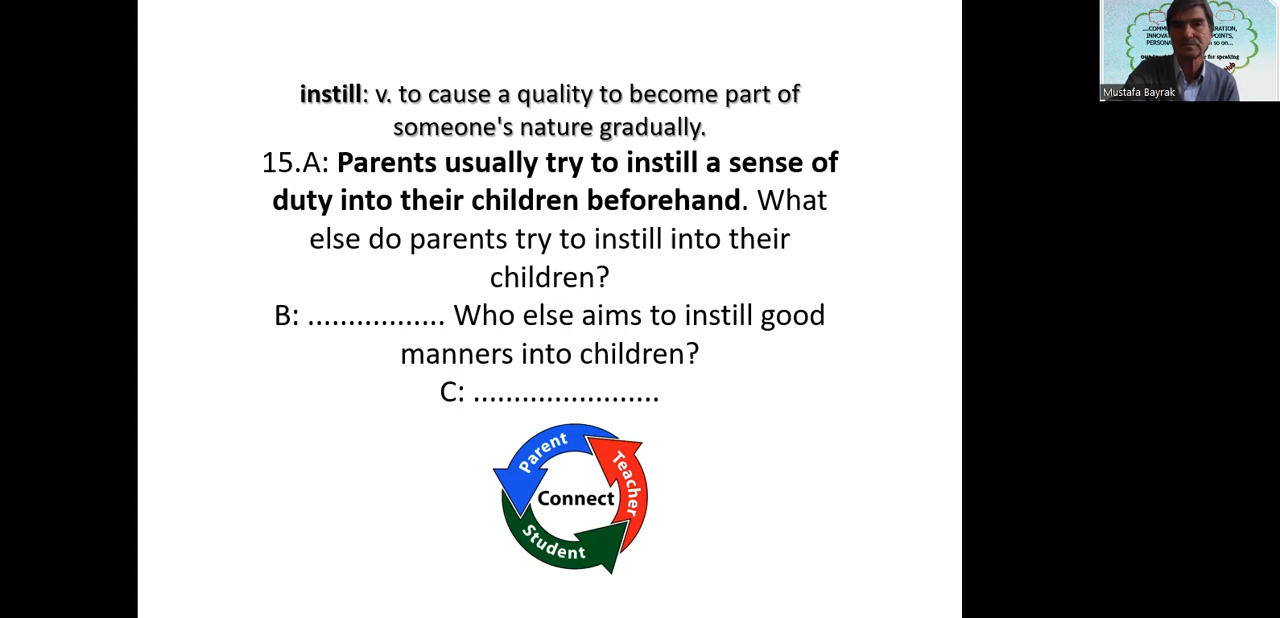 instill: v. to cause a quality to become part of
someone's nature gradually.
15.A: Parents usually try to instill a sense of
duty into their children beforehand. What
else do parents try to instill into their
children?
B: ................. Who else aims to instill good
manners into children?
C: .......................
Parent
Teacher
Connect
Student
Mustafa Bayrak